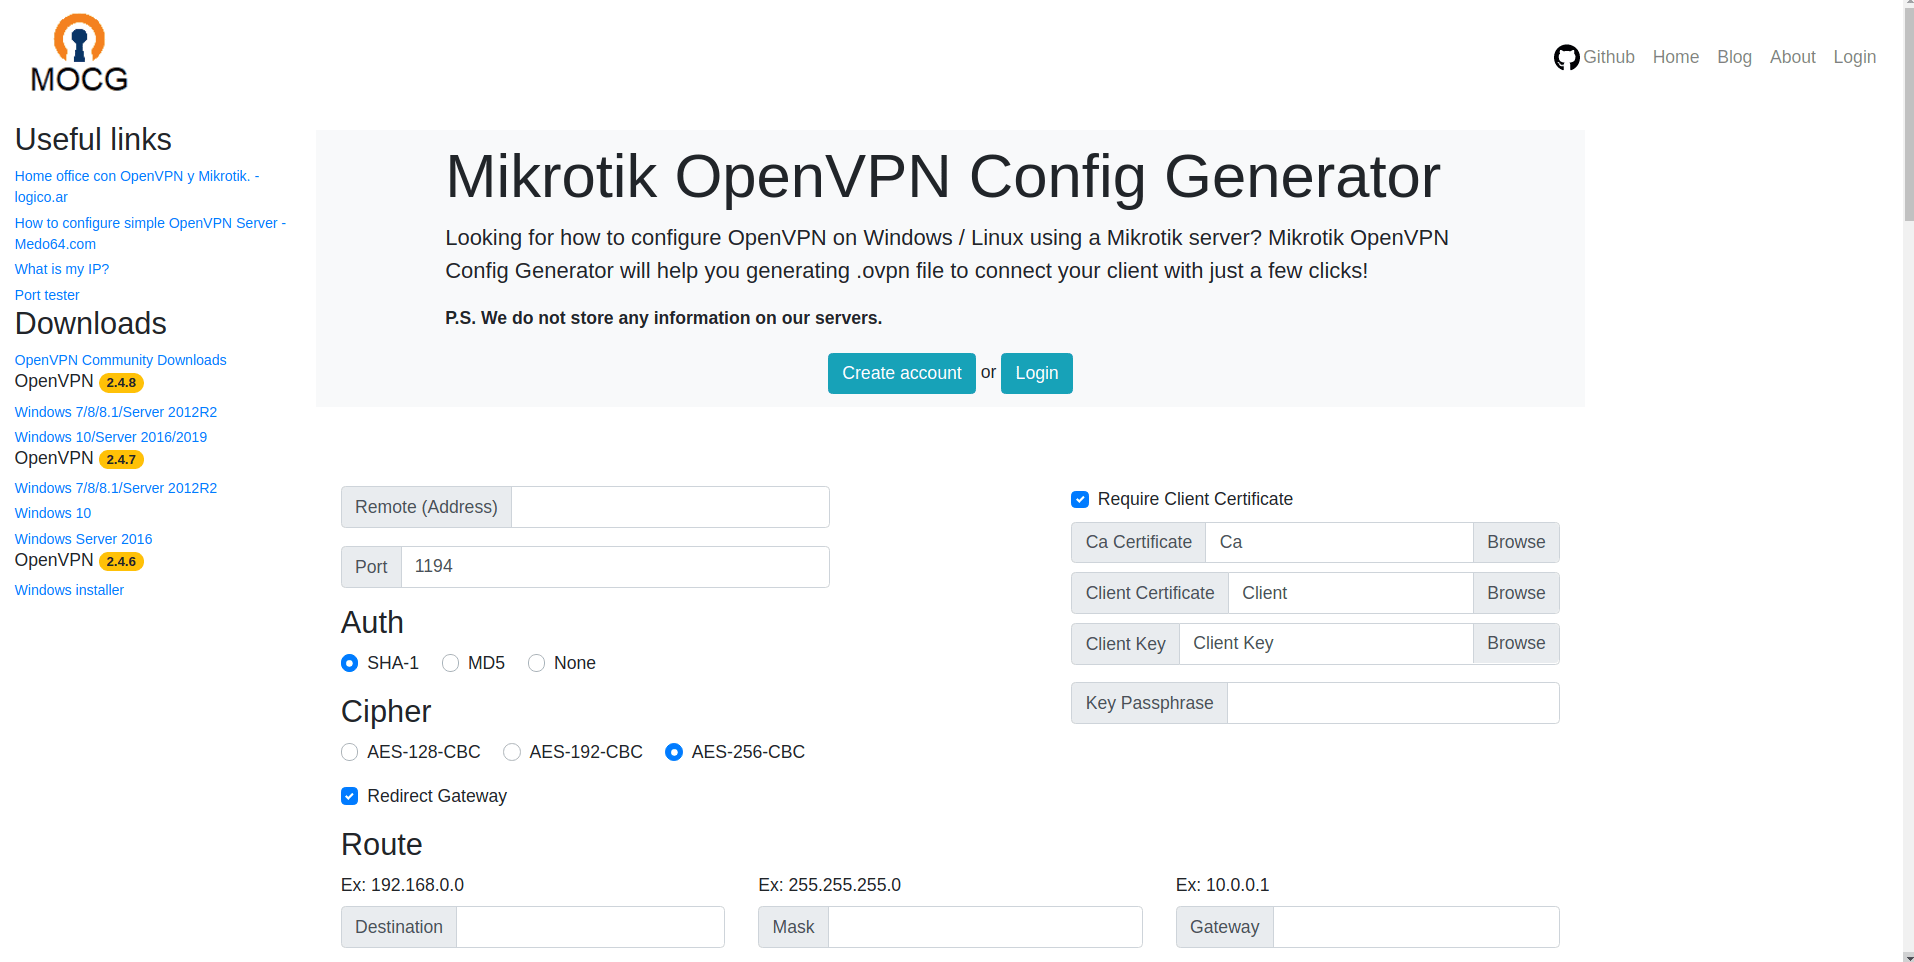 MOCG
Github Home Blog About Login
Useful links
Home office con OpenVPN y Mikrotik. -
logico.ar
How to configure simple OpenVPN Server -
Medo64.com
What is my IP?
Port tester
Downloads
OpenVPN Community Downloads
OpenVPN 2.4.8
Windows 7/8/8.1/Server 2012R2
Windows 10/Server 2016/2019
OpenVPN 2.4.7
Windows 7/8/8.1/Server 2012R2
Windows 10
Windows Server 2016
OpenVPN 2.4.6
Windows installer
Mikrotik OpenVPN Config Generator
Looking for how to configure OpenVPN on Windows / Linux using a Mikrotik server? Mikrotik OpenVPN
Config Generator will help you generating .ovpn file to connect your client with just a few clicks!
P.S. We do not store any information on our servers.
Create account or Login
Remote (Address)
Port 1194
Auth
SHA-1 MD5 None
Cipher
AES-128-CBC AES-192-CBC AES-256-CBC
Redirect Gateway
Require Client Certificate
Ca Certificate Ca Browse
Client Certificate Client Browse
Client Key Client Key Browse
Key Passphrase
Route
Ex: 192.168.0.0 Ex: 255.255.255.0 Ex: 10.0.0.1
Destination Mask Gateway